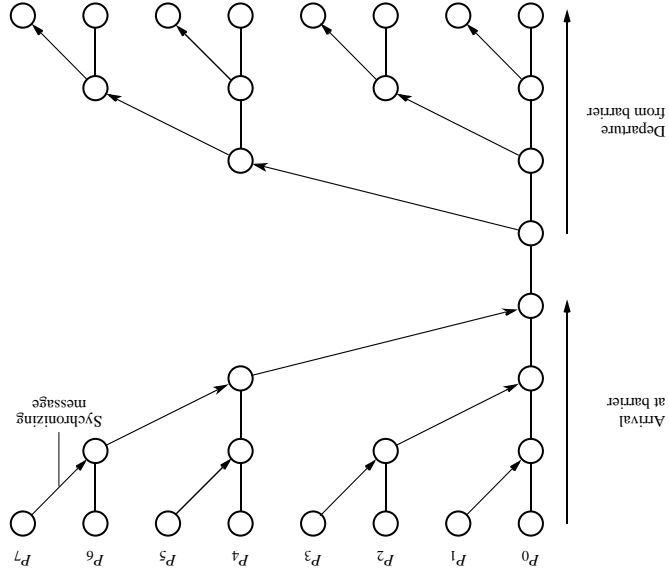 P0 P1 P2 P3 P4 P5 P6 P7
Arrival
at barrier
Sychronizing
message
Departure
from barrier